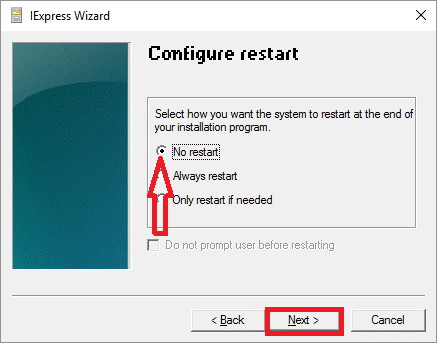 IExpress Wizard
Configure restart
Select how you want the system to restart at the end of
your installation program.
No restart
Always restart
Only restart if needed
Do not prompt user before restarting
< Back
Next >
Cancel